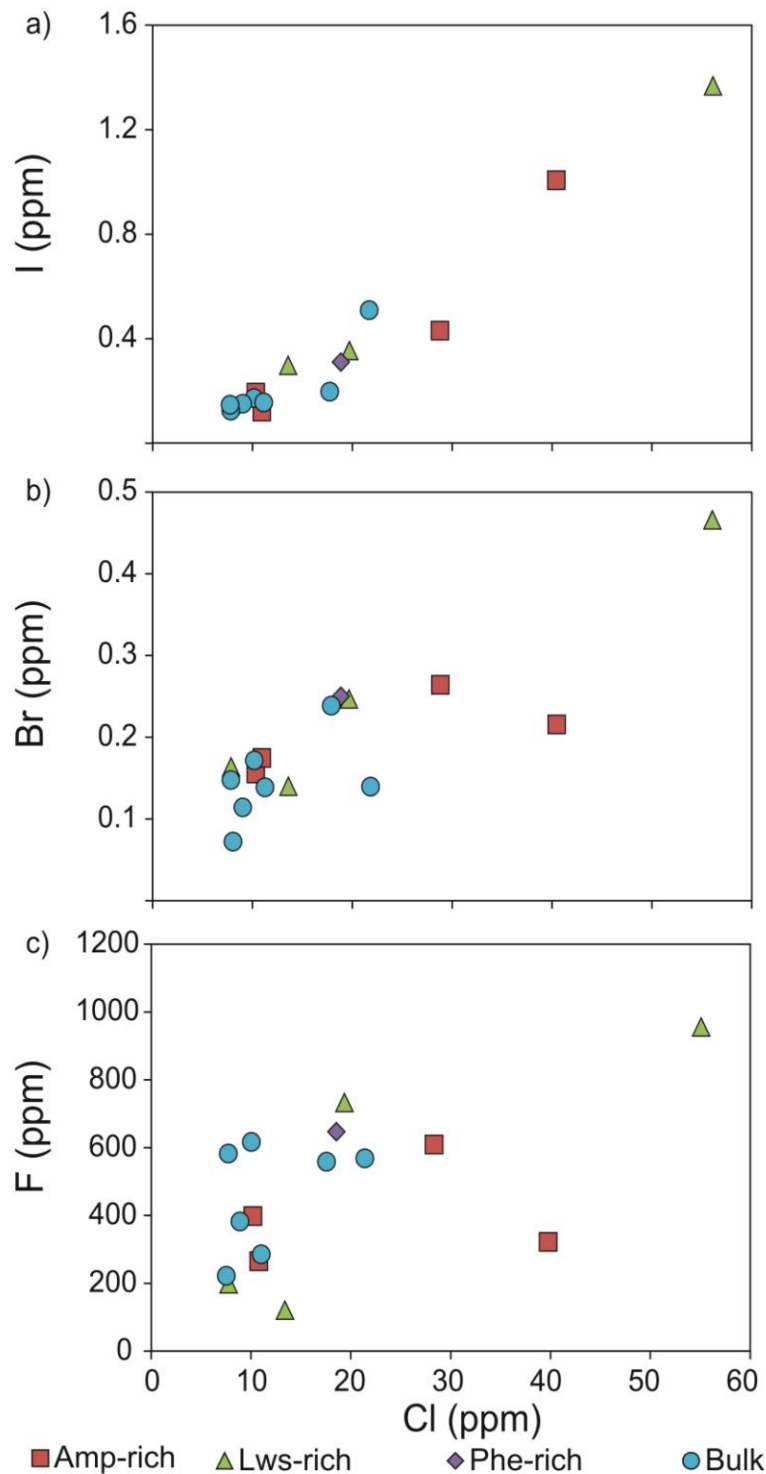 a)
1.6
1.2
0.8
0.4
I (ppm)
b)
0.5
0.4
0.3
0.2
0.1
Br (ppm)
c)
1200
1000
800
600
400
200
0
F (ppm)
0 10 20 30 40 50 60
Cl (ppm)
Amp-rich Lws-rich Phe-rich Bulk